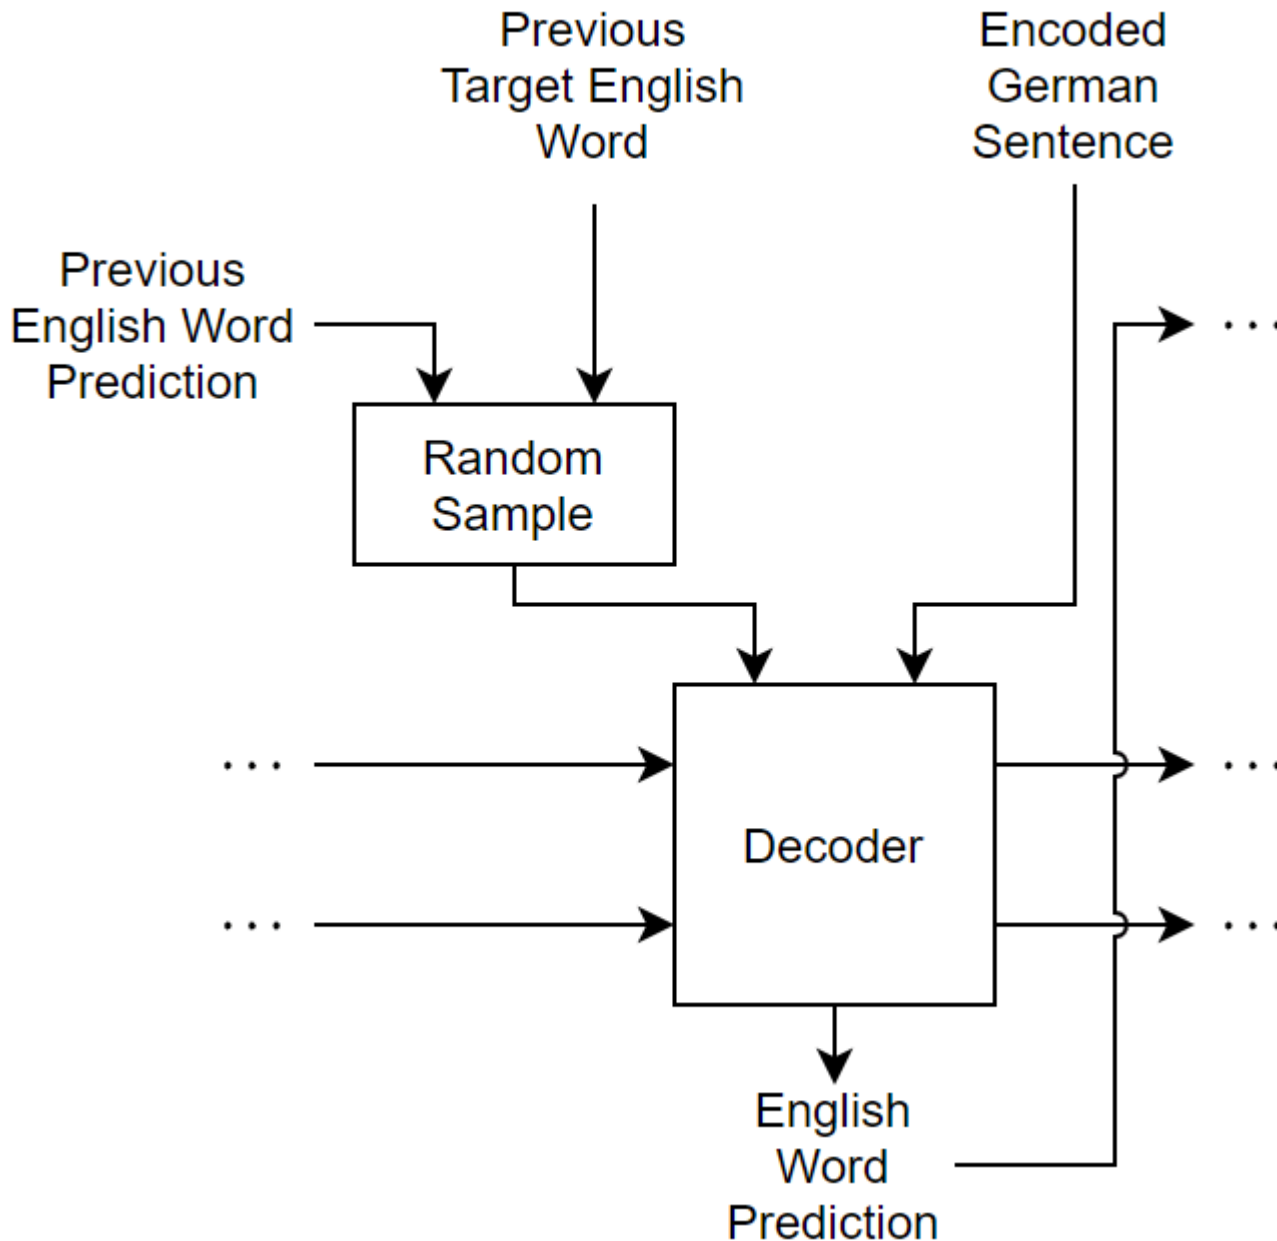 Previous
Target English
Word
Encoded
German
Sentence
Previous
English Word
Prediction
...
Random
Sample
...
...
Decoder
...
...
English
Word
Prediction